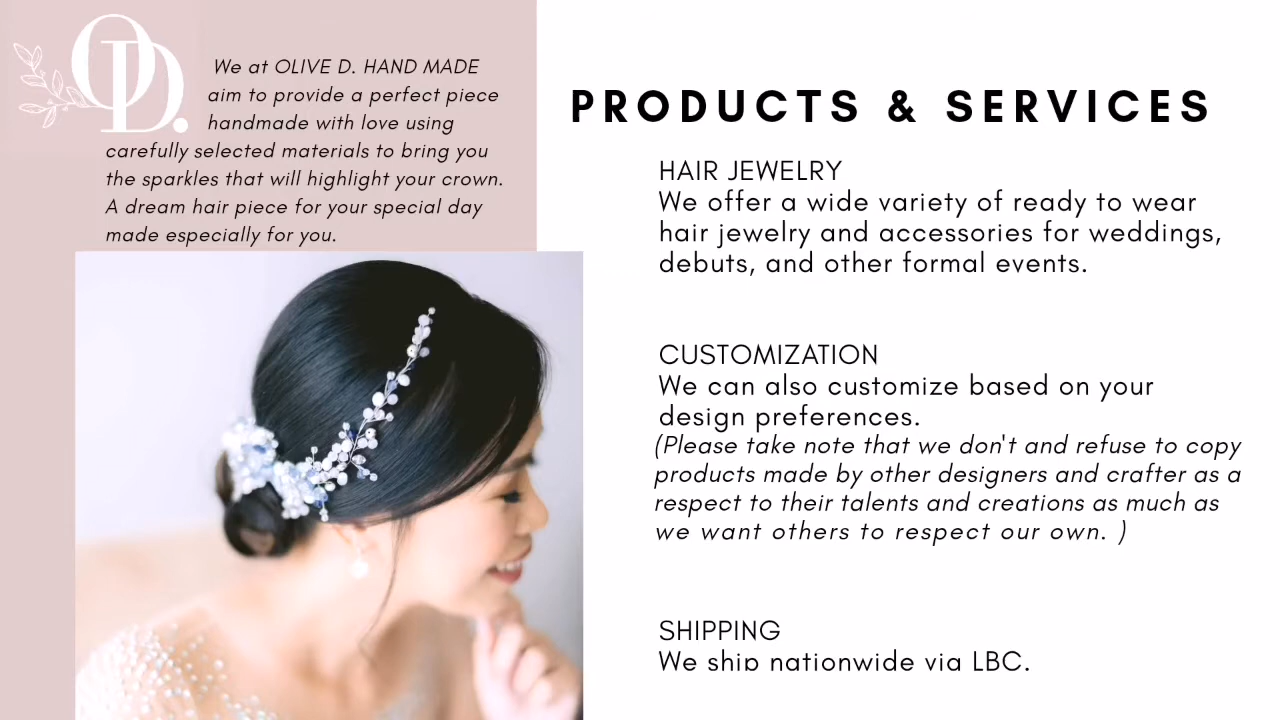 OD.
We at OLIVE D. HAND MADE
aim to provide a perfect piece
handmade with love using
carefully selected materials to bring you
the sparkles that will highlight your crown.
A dream hair piece for your special day
made especially for you.
PRODUCTS & SERVICES
HAIR JEWELRY
We offer a wide variety of ready to wear
hair jewelry and accessories for weddings,
debuts, and other formal events.
CUSTOMIZATION
We can also customize based on your
design preferences.
(Please take note that we don't and refuse to copy
products made by other designers and crafter as a
respect to their talents and creations as much as
we want others to respect our own. )
SHIPPING
We ship nationwide via LBC.